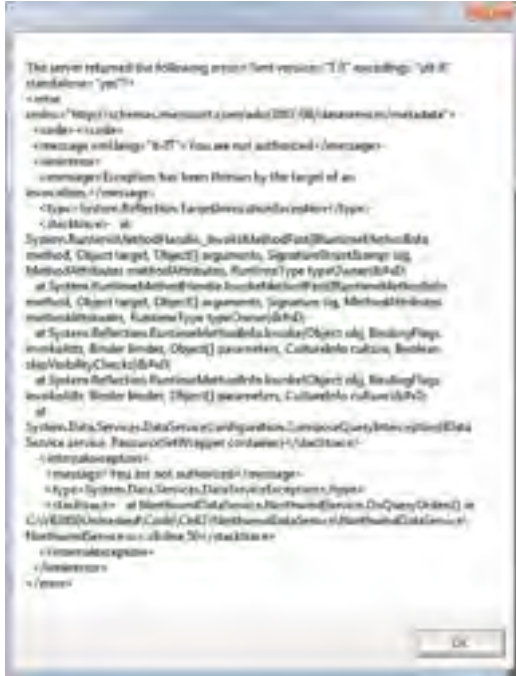 The server returned the following error:<?xml version="1.0" encoding="utf-8"
standalone="yes"?>
<error
xmlns="http://schemas.microsoft.com/ado/2007/08/dataservices/metadata">
<code></code>
<message xml:lang="it-IT">You are not authorized</message>
<innererror>
<message>Exception has been thrown by the target of an
invocation.</message>
<type>System.Reflection.TargetInvocationException</type>
<stacktrace> at
System.RuntimeMethodHandle._InvokeMethodFast(RuntimeMethodInfo
method, Object target, Object[] arguments, SignatureStruct&amp; sig,
MethodAttributes methodAttributes, RuntimeType typeOwner)&#xD;
at System.RuntimeMethodHandle.InvokeMethodFast(RuntimeMethodInfo
method, Object target, Object[] arguments, Signature sig, MethodAttributes
methodAttributes, RuntimeType typeOwner)&#xD;
at System.Reflection.RuntimeMethodInfo.Invoke(Object obj, BindingFlags
invokeAttr, Binder binder, Object[] parameters, CultureInfo culture, Boolean
skipVisibilityChecks)&#xD;
at System.Reflection.RuntimeMethodInfo.Invoke(Object obj, BindingFlags
invokeAttr, Binder binder, Object[] parameters, CultureInfo culture)&#xD;
at
System.Data.Services.DataServiceConfiguration.ComposeQueryInterceptors(IData
Service service, ResourceSetWrapper container)</stacktrace>
<internalexception>
<message>You are not authorized</message>
<type>System.Data.Services.DataServiceException</type>
<stacktrace> at NorthwindDataService.NorthwindService.OnQueryOrders() in
NorthwindService.svc.vb:line 50</stacktrace>
</internalexception>
</innererror>
</error>
OK